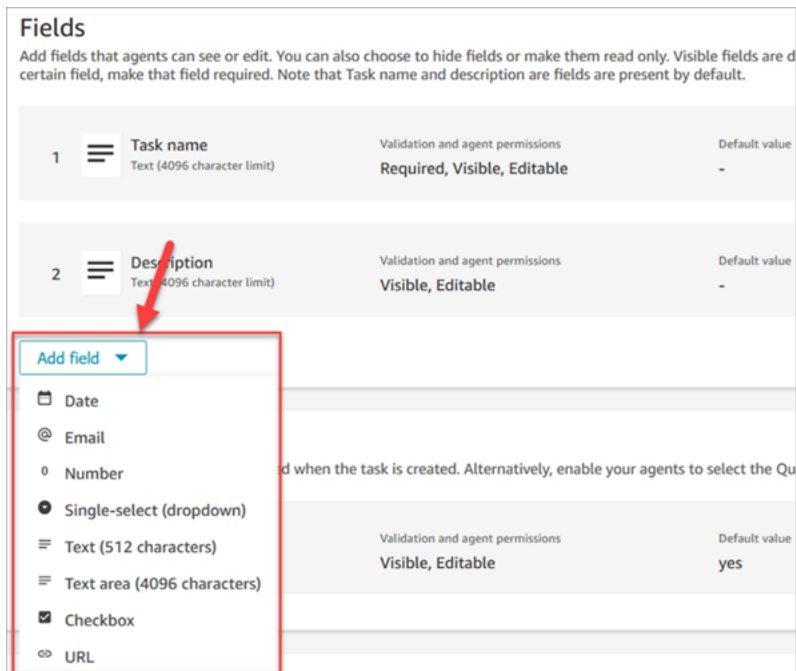 Fields
Add fields that agents can see or edit. You can also choose to hide fields or make them read only. Visible fields are d
certain field, make that field required. Note that Task name and description are fields are present by default.
1
Task name
Text (4096 character limit)
Validation and agent permissions
Required, Visible, Editable
Default value
-
2
Description
Text (4096 character limit)
Validation and agent permissions
Visible, Editable
Default value
-
Add field
Date
@ Email
0 Number
Single-select (dropdown)
Text (512 characters)
Text area (4096 characters)
Checkbox
URL
d when the task is created. Alternatively, enable your agents to select the Qu
Validation and agent permissions
Visible, Editable
Default value
yes